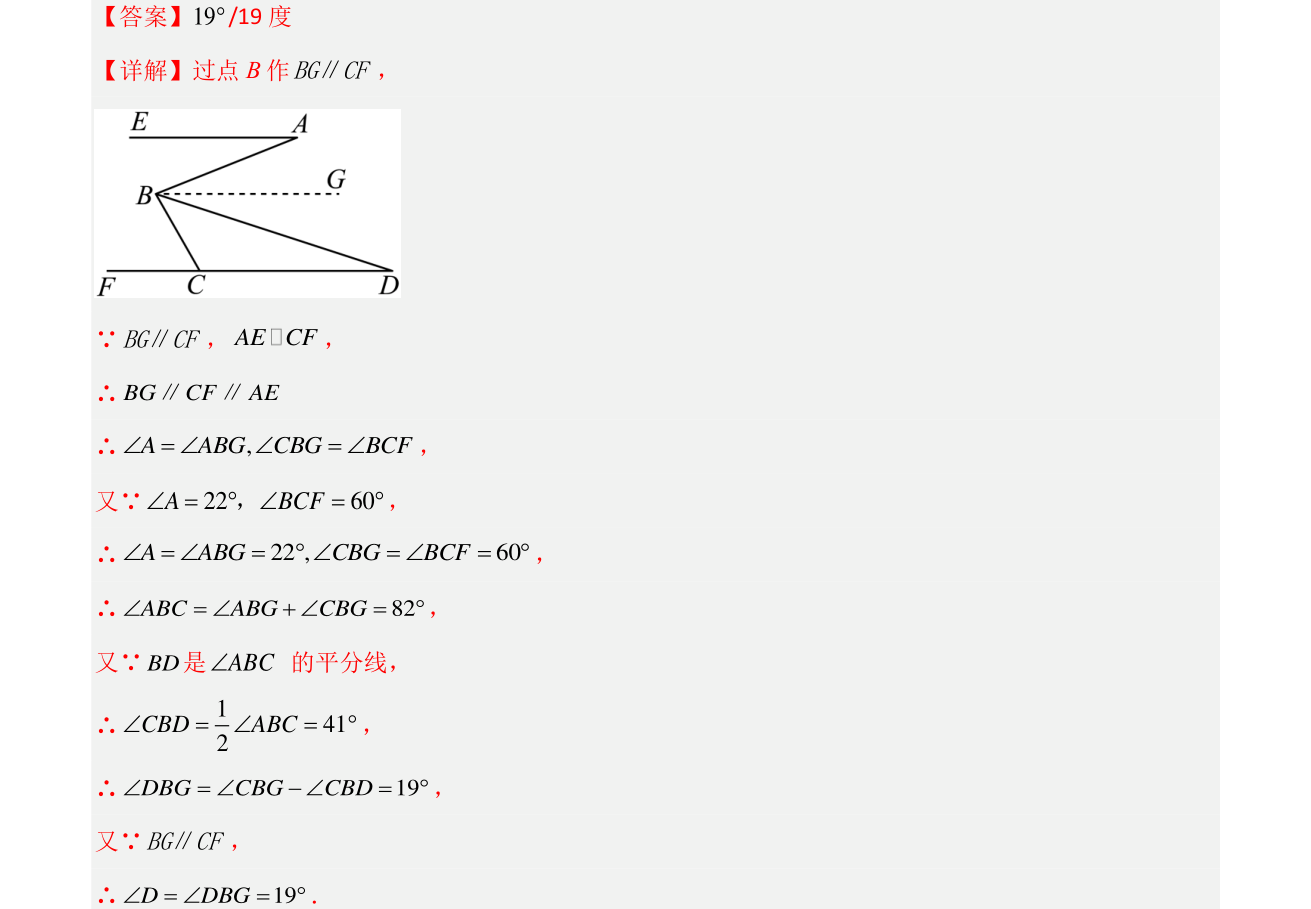 【答案】19°/19 度
【详解】过点 B 作 BG∥CF，
E A
G
B
F C D
∵ BG∥CF， AE□CF，
∴ BG∥CF∥AE
∴ ∠A=∠ABG,∠CBG=∠BCF，
又∵ ∠A=22°，∠BCF=60°，
∴ ∠A=∠ABG=22°,∠CBG=∠BCF=60°，
∴ ∠ABC=∠ABG+∠CBG=82°，
又∵ BD是∠ABC 的平分线，
∴ ∠CBD=1/2∠ABC=41°，
∴ ∠DBG=∠CBG−∠CBD=19°，
又∵ BG∥CF，
∴ ∠D=∠DBG=19°．